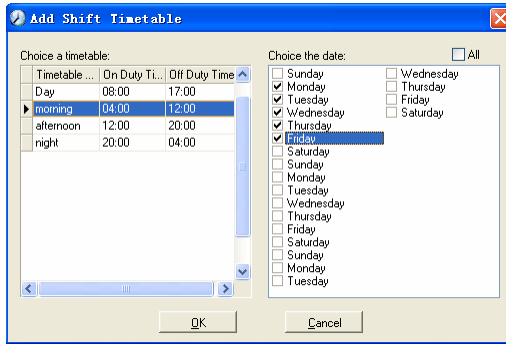 Add Shift Timetable
Choice a timetable:
Timetable ... On Duty Ti... Off Duty Time
Day 08:00 17:00
morning 04:00 12:00
afternoon 12:00 20:00
night 20:00 04:00
Choice the date:
All
Sunday
Monday
Tuesday
Wednesday
Thursday
Friday
Saturday
Sunday
Monday
Tuesday
Wednesday
Thursday
Friday
Saturday
Sunday
Monday
Tuesday
Wednesday
Thursday
Friday
Saturday
OK
Cancel